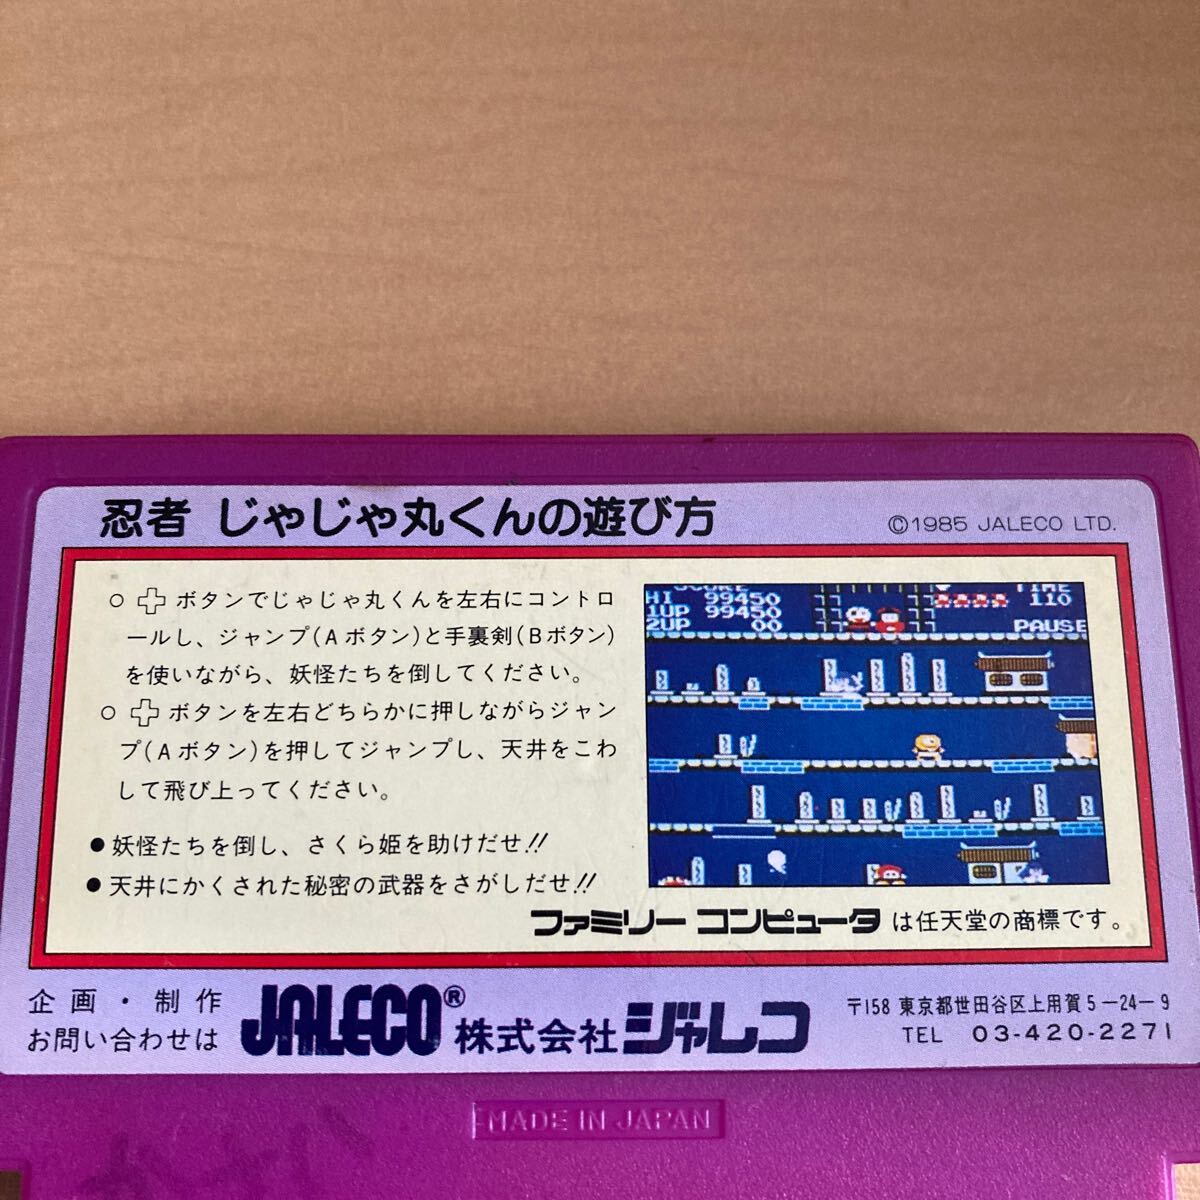 忍者 じゃじゃ丸くんの遊び方
©1985 JALECO LTD.
○ ボタンでじゃじゃ丸くんを左右にコントロ
ールし、ジャンプ(Aボタン)と手裏剣(Bボタン)
を使いながら、妖怪たちを倒してください。
○ ボタンを左右どちらかに押しながらジャン
プ(Aボタン)を押してジャンプし、天井をこわ
して飛び上ってください。
●妖怪たちを倒し、さくら姫を助けだせ!!
●天井にかくされた秘密の武器をさがしだせ!!
SCORE
HI 99450
1UP 99450
2UP 00
TIME
110
PAUSE
ファミリー コンピュータ は任天堂の商標です。
企画・制作
お問い合わせは
JALECO® 株式会社 ジャレコ
〒158 東京都世田谷区上用賀5-24-9
TEL 03-420-2271
MADE IN JAPAN